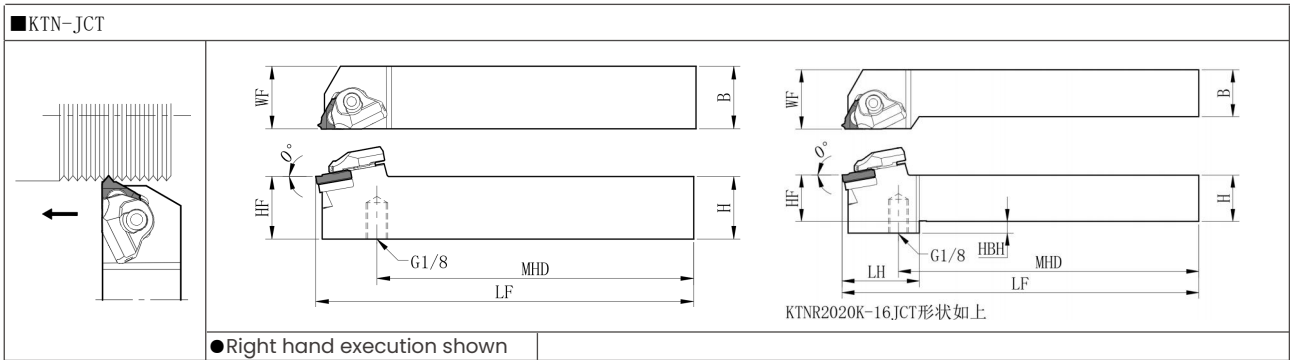 ■KTN-JCT
WF
B
WF
B
0°
HF
H
G1/8
MHD
LF
0°
HF
H
G1/8
HBH
LH
MHD
LF
KTNR2020K-16JCT形状如上
●Right hand execution shown